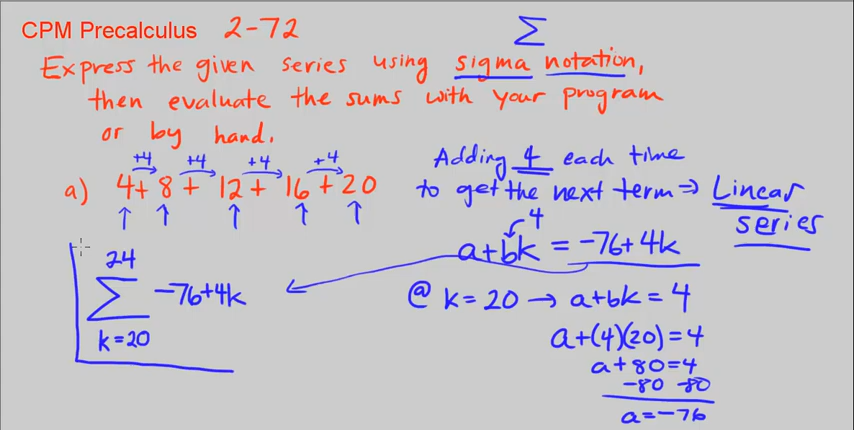 CPM Precalculus 2-72
Σ
Express the given series using sigma notation,
then evaluate the sums with your program
or by hand.
+4 +4 +4 +4
a) 4+ 8 + 12 + 16 + 20
Adding 4 each time
to get the next term ⇒ Linear
series
4
a+bk = -76+4k
24
Σ -76+4k
k=20
@ k=20 → a+bk = 4
a+(4)(20)=4
a+80=4
-80 -80
a=-76